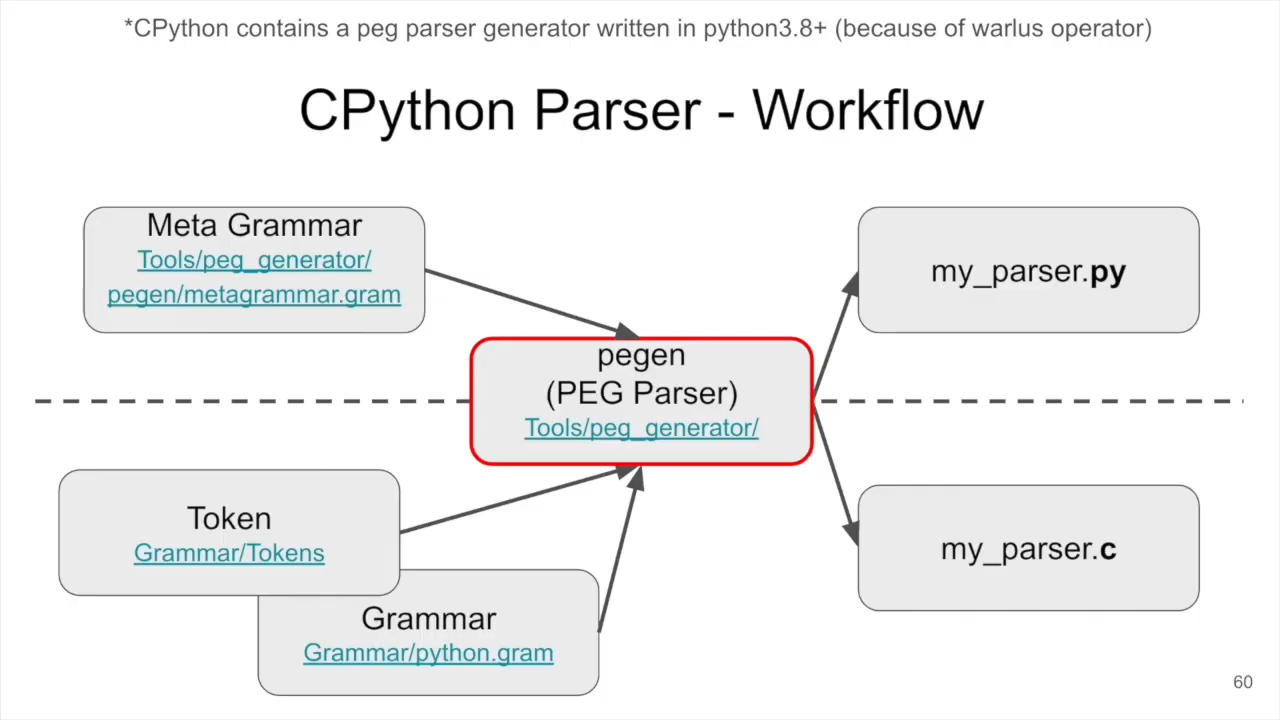 *CPython contains a peg parser generator written in python3.8+ (because of warlus operator)
CPython Parser - Workflow
Meta Grammar
Tools/peg_generator/
pegen/metagrammar.gram
my_parser.py
pegen
(PEG Parser)
Tools/peg_generator/
Token
Grammar/Tokens
my_parser.c
Grammar
Grammar/python.gram
60